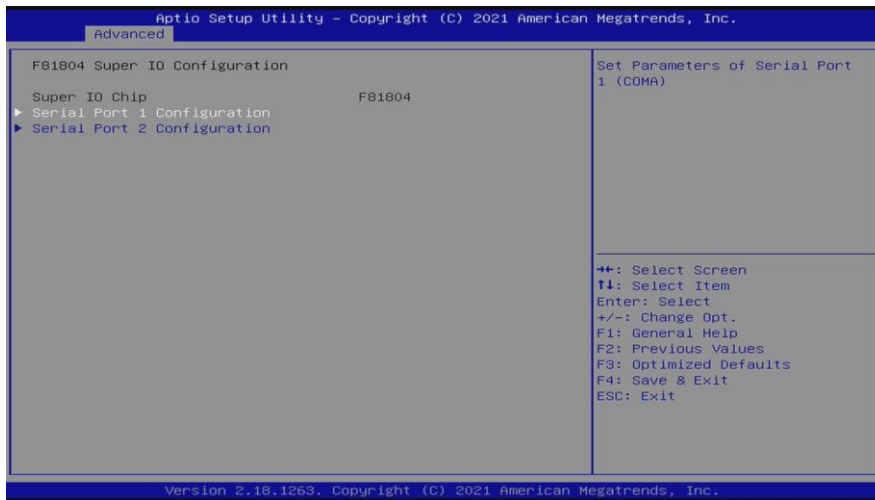 Aptio Setup Utility – Copyright (C) 2021 American Megatrends, Inc.
Advanced
F81804 Super IO Configuration
Super IO Chip F81804
▶ Serial Port 1 Configuration
▶ Serial Port 2 Configuration
Set Parameters of Serial Port
1 (COMA)
→←: Select Screen
↑↓: Select Item
Enter: Select
+/-: Change Opt.
F1: General Help
F2: Previous Values
F3: Optimized Defaults
F4: Save & Exit
ESC: Exit
Version 2.18.1263. Copyright (C) 2021 American Megatrends, Inc.